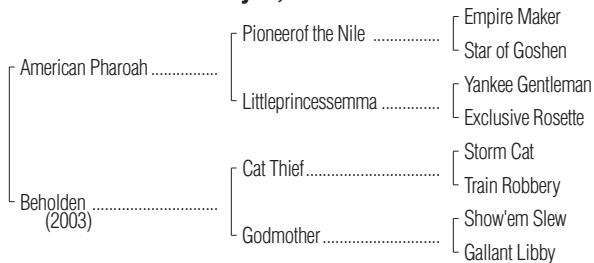 Empire Maker
Pioneerof the Nile ................
Star of Goshen
American Pharoah ................
Yankee Gentleman
Littleprincessemma ..............
Exclusive Rosette
Storm Cat
Cat Thief................................
Train Robbery
Beholden ..............................
(2003)
Show'em Slew
Godmother............................
Gallant Libby